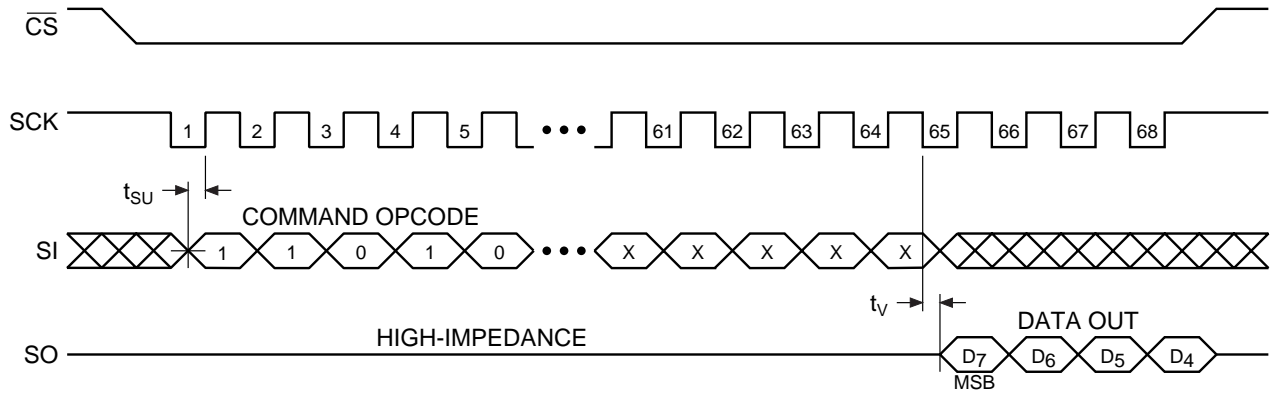 CS
SCK 1 2 3 4 5 ••• 61 62 63 64 65 66 67 68
tSU
COMMAND OPCODE
SI 1 1 0 1 0 ••• X X X X X
tV
HIGH-IMPEDANCE
DATA OUT
SO D7 D6 D5 D4
MSB